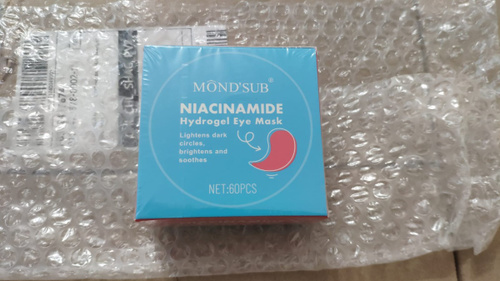 MOND'SUB®
NIACINAMIDE
Hydrogel Eye Mask
Lightens dark
circles,
brightens and
soothes
NET:60PCS